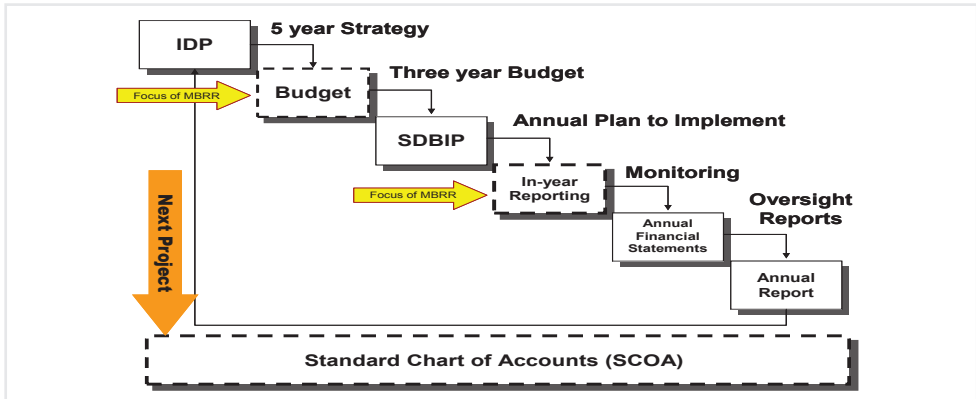 IDP
5 year Strategy
Focus of MBRR
Budget
Three year Budget
SDBIP
Annual Plan to Implement
Focus of MBRR
In-year
Reporting
Monitoring
Annual
Financial
Statements
Oversight
Reports
Annual
Report
Next Project
Standard Chart of Accounts (SCOA)